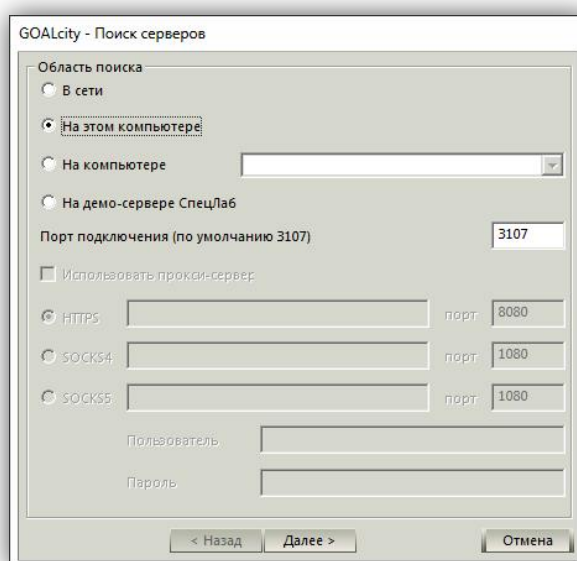 GOALcity - Поиск серверов
Область поиска
В сети
На этом компьютере
На компьютере
На демо-сервере СпецЛаб
Порт подключения (по умолчанию 3107) 3107
Использовать прокси-сервер
HTTPS порт 8080
SOCKS4 порт 1080
SOCKS5 порт 1080
Пользователь
Пароль
< Назад Далее > Отмена